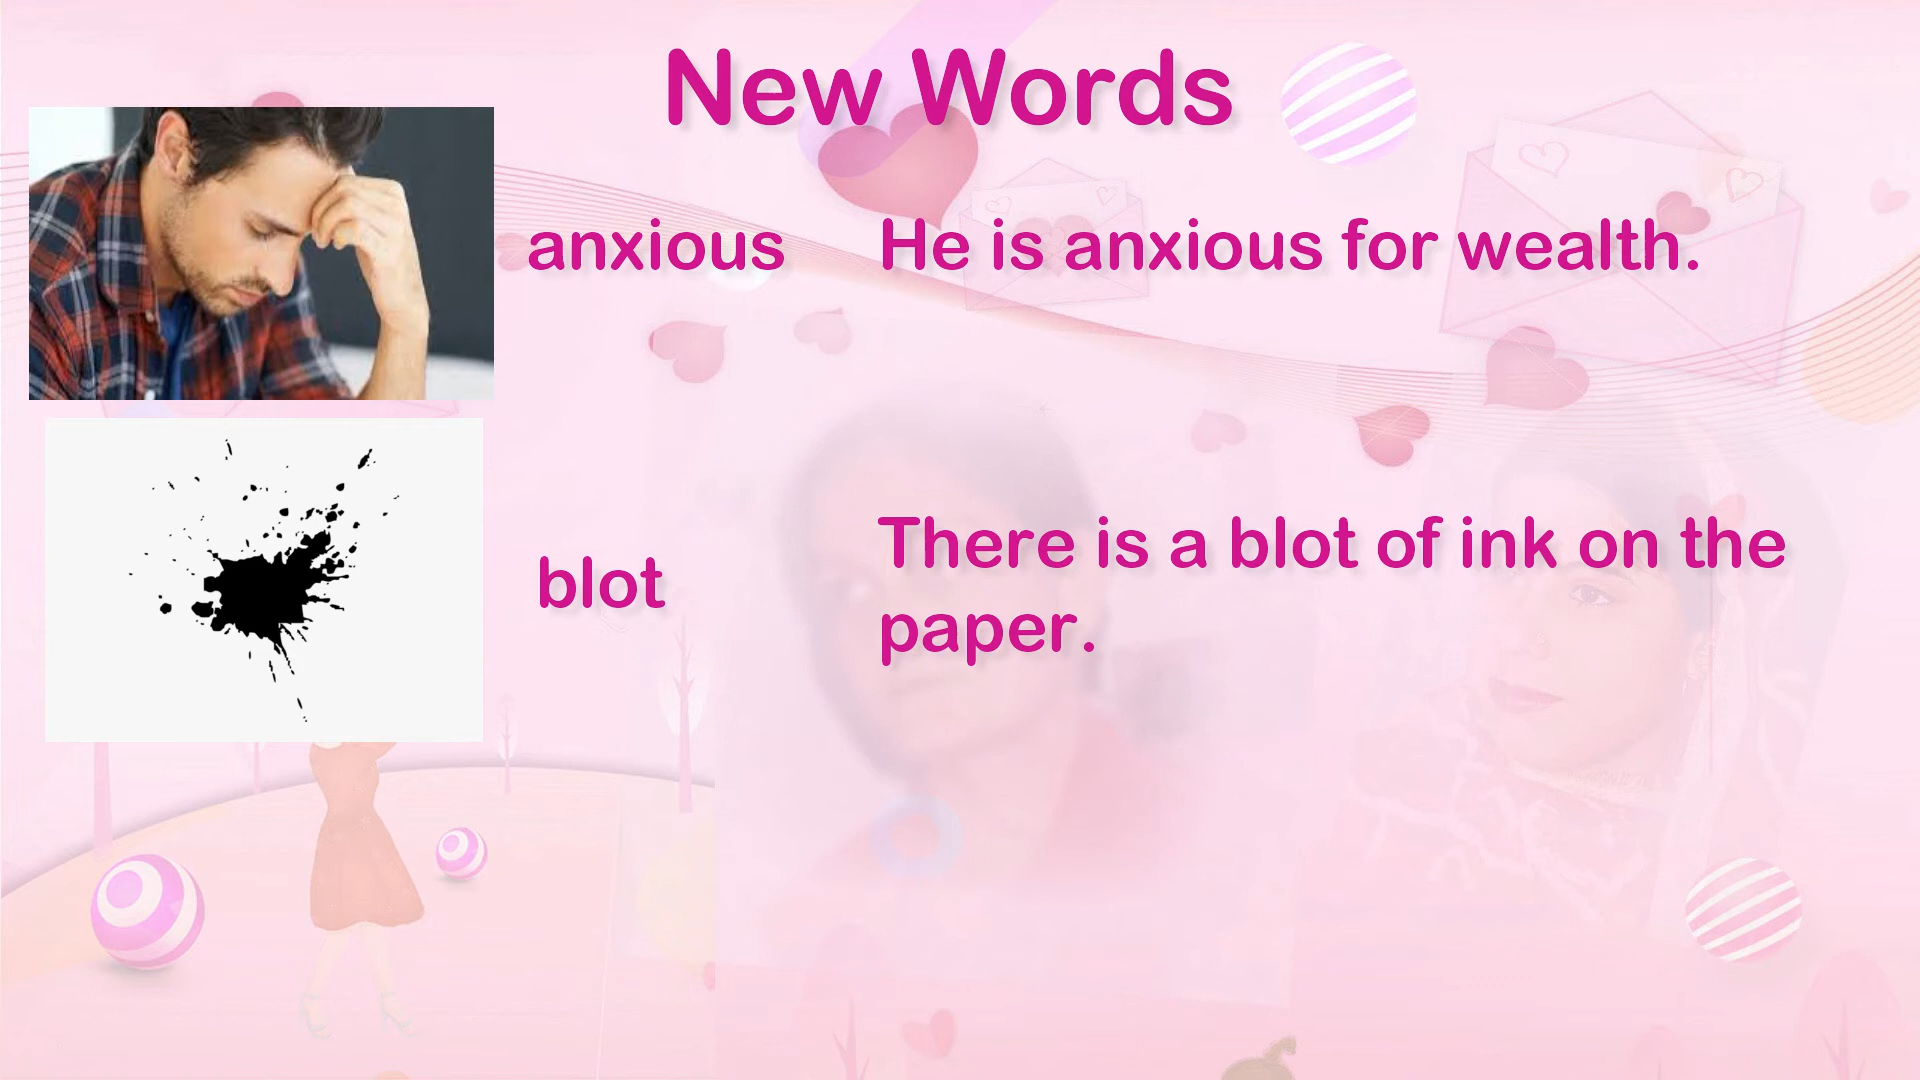 New Words
anxious He is anxious for wealth.
blot There is a blot of ink on the
paper.